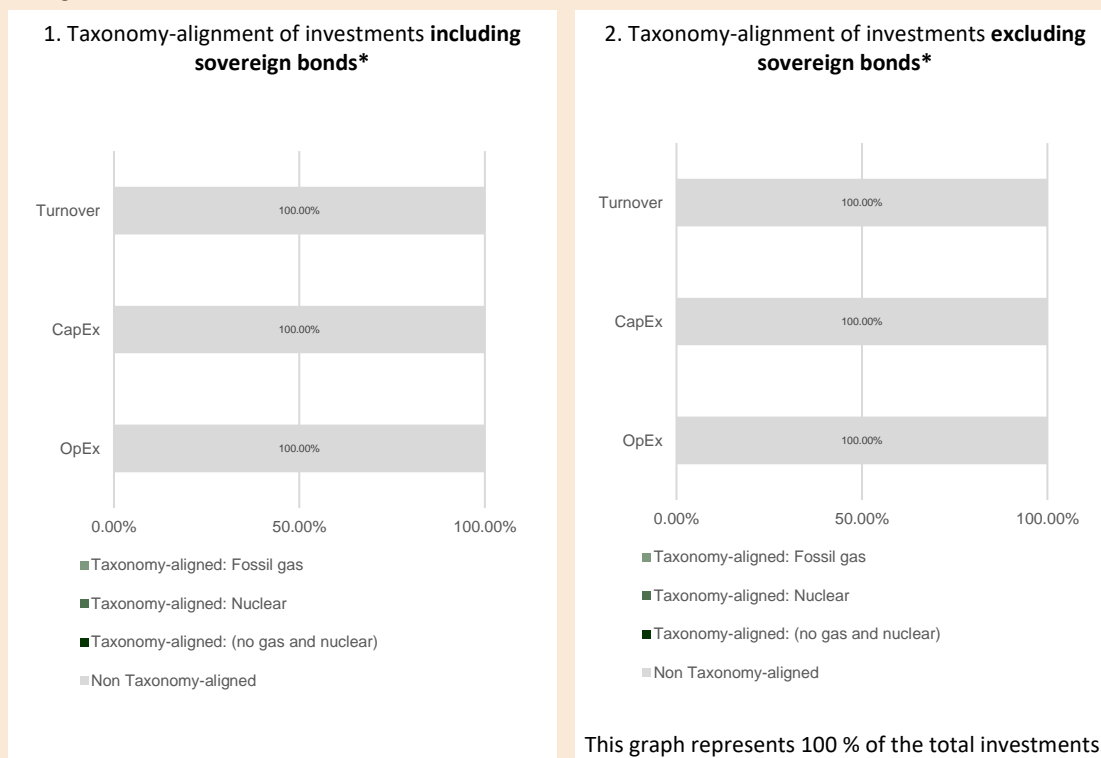 1. Taxonomy-alignment of investments including
sovereign bonds*
Turnover
100.00%
CapEx
100.00%
OpEx
100.00%
0.00%
50.00%
100.00%
Taxonomy-aligned: Fossil gas
Taxonomy-aligned: Nuclear
Taxonomy-aligned: (no gas and nuclear)
Non Taxonomy-aligned
2. Taxonomy-alignment of investments excluding
sovereign bonds*
Turnover
100.00%
CapEx
100.00%
OpEx
100.00%
0.00%
50.00%
100.00%
Taxonomy-aligned: Fossil gas
Taxonomy-aligned: Nuclear
Taxonomy-aligned: (no gas and nuclear)
Non Taxonomy-aligned
This graph represents 100 % of the total investments